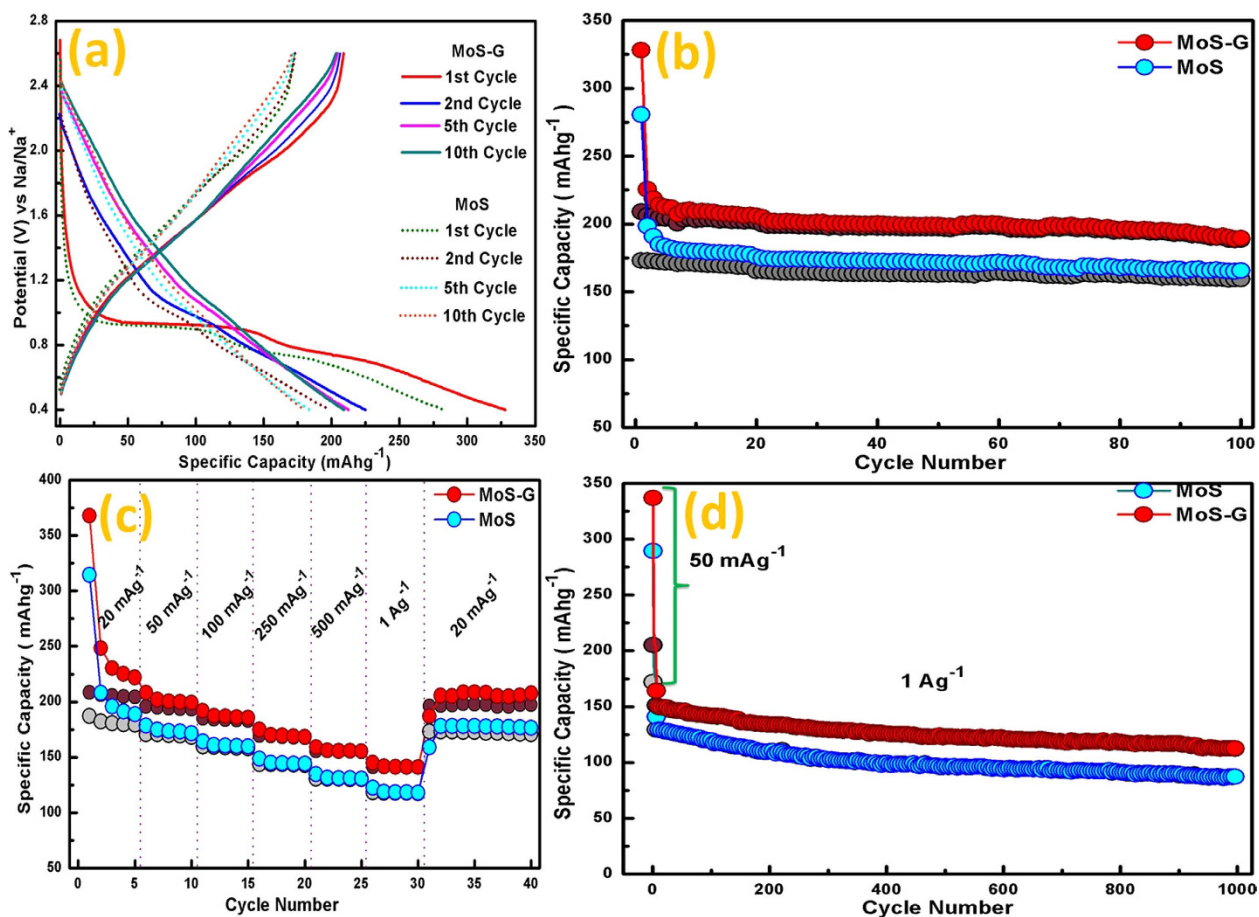 (a)
2.8
2.4
2.0
1.6
1.2
0.8
0.4
Potential (V) vs Na/Na⁺
MoS-G
1st Cycle
2nd Cycle
5th Cycle
10th Cycle
MoS
1st Cycle
2nd Cycle
5th Cycle
10th Cycle
0 50 100 150 200 250 300 350
Specific Capacity (mAhg⁻¹)
(b)
350
300
250
200
150
100
50
Specific Capacity ( mAhg⁻¹)
MoS-G
MoS
0 20 40 60 80 100
Cycle Number
(c)
400
350
300
250
200
150
100
50
Specific Capacity ( mAhg⁻¹)
MoS-G
MoS
20 mAg⁻¹
50 mAg⁻¹
100 mAg⁻¹
250 mAg⁻¹
500 mAg⁻¹
1 Ag⁻¹
20 mAg⁻¹
0 5 10 15 20 25 30 35 40
Cycle Number
(d)
350
300
250
200
150
100
50
0
Specific Capacity ( mAhg⁻¹)
MoS
MoS-G
50 mAg⁻¹
1 Ag⁻¹
0 200 400 600 800 1000
Cycle Number